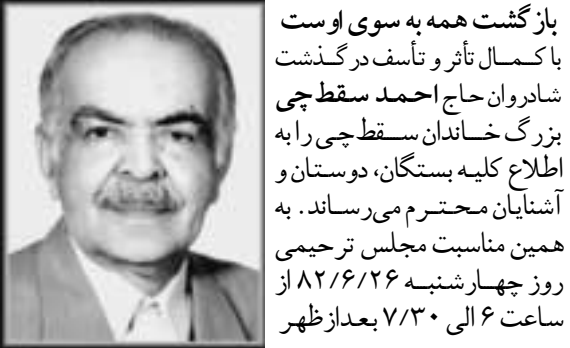 بازگشت همه به سوی اوست
با کمال تأثر و تأسف درگذشت
شادروان حاج احمد سقط‌چی
بزرگ خاندان سقط‌چی را به
اطلاع کلیه بستگان، دوستان و
آشنایان محترم می‌رساند. به
همین مناسبت مجلس ترحیمی
روز چهارشنبه ۸۲/۶/۲۶ از
ساعت ۶ الی ۷/۳۰ بعدازظهر